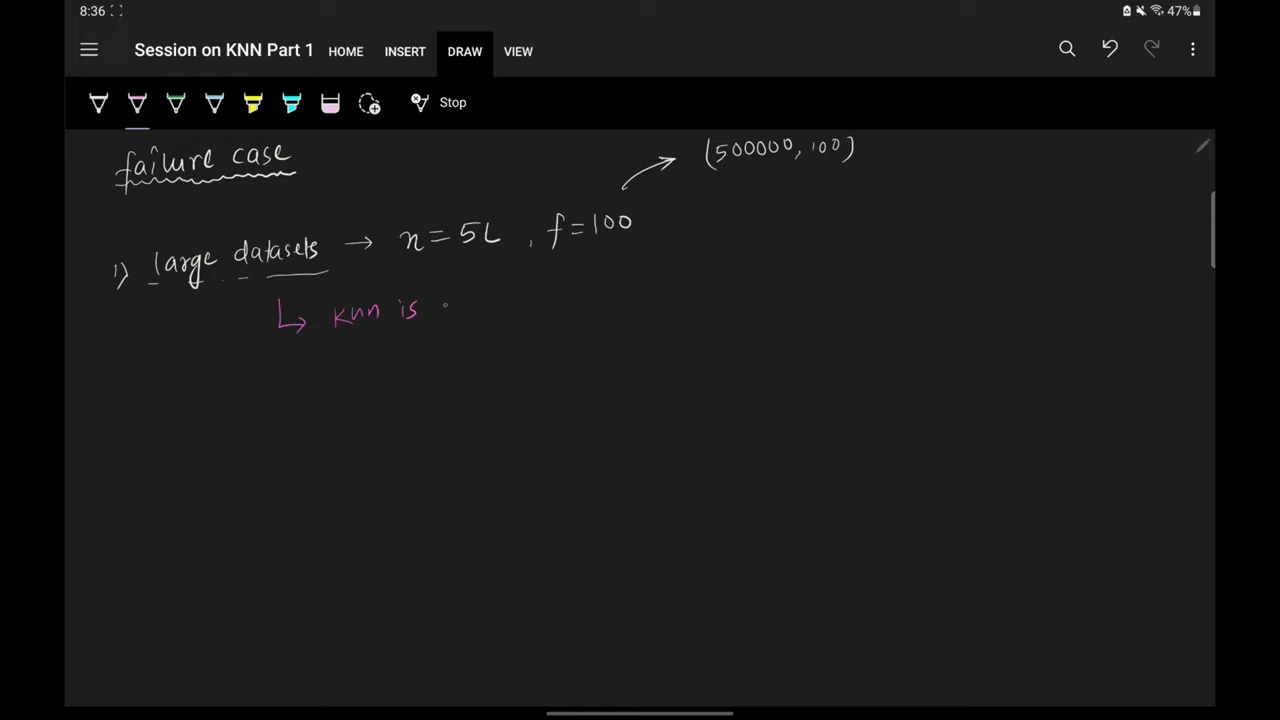 8:36 47%
Session on KNN Part 1 HOME INSERT DRAW VIEW
Stop
failure case
(500000, 100)
1) large datasets → n = 5L , f = 100
↳ Knn is